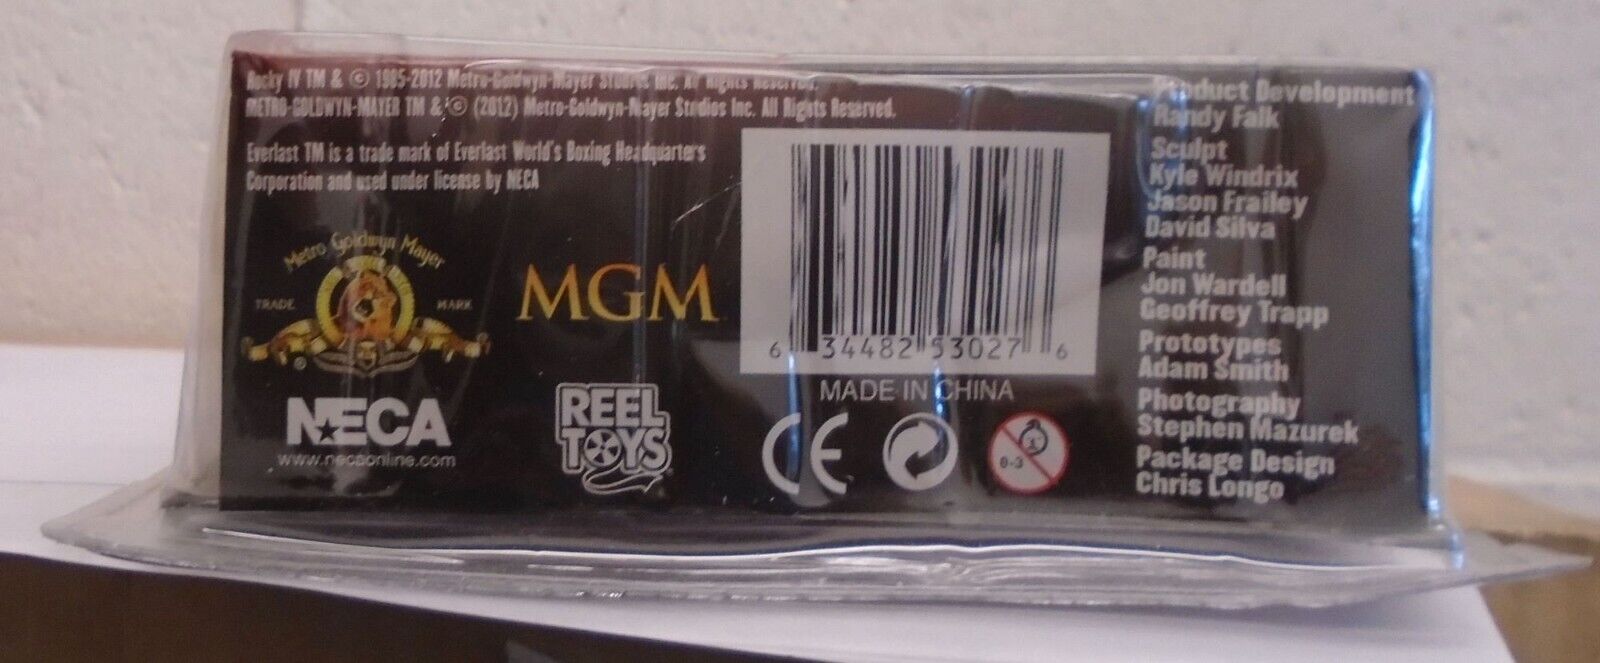 Rocky IV TM & © 1985-2012 Metro-Goldwyn-Mayer Studios Inc. All Rights Reserved.
METRO-GOLDWYN-MAYER TM & © (2012) Metro-Goldwyn-Mayer Studios Inc. All Rights Reserved.
Everlast TM is a trade mark of Everlast World's Boxing Headquarters
Corporation and used under license by NECA
Metro Goldwyn Mayer
TRADE MARK
®
MGM
NECA
www.necaonline.com
REEL
TOYS
6 34482 53027 6
MADE IN CHINA
CE
0-3
Product Development
Randy Falk
Sculpt
Kyle Windrix
Jason Frailey
David Silva
Paint
Jon Wardell
Geoffrey Trapp
Prototypes
Adam Smith
Photography
Stephen Mazurek
Package Design
Chris Longo